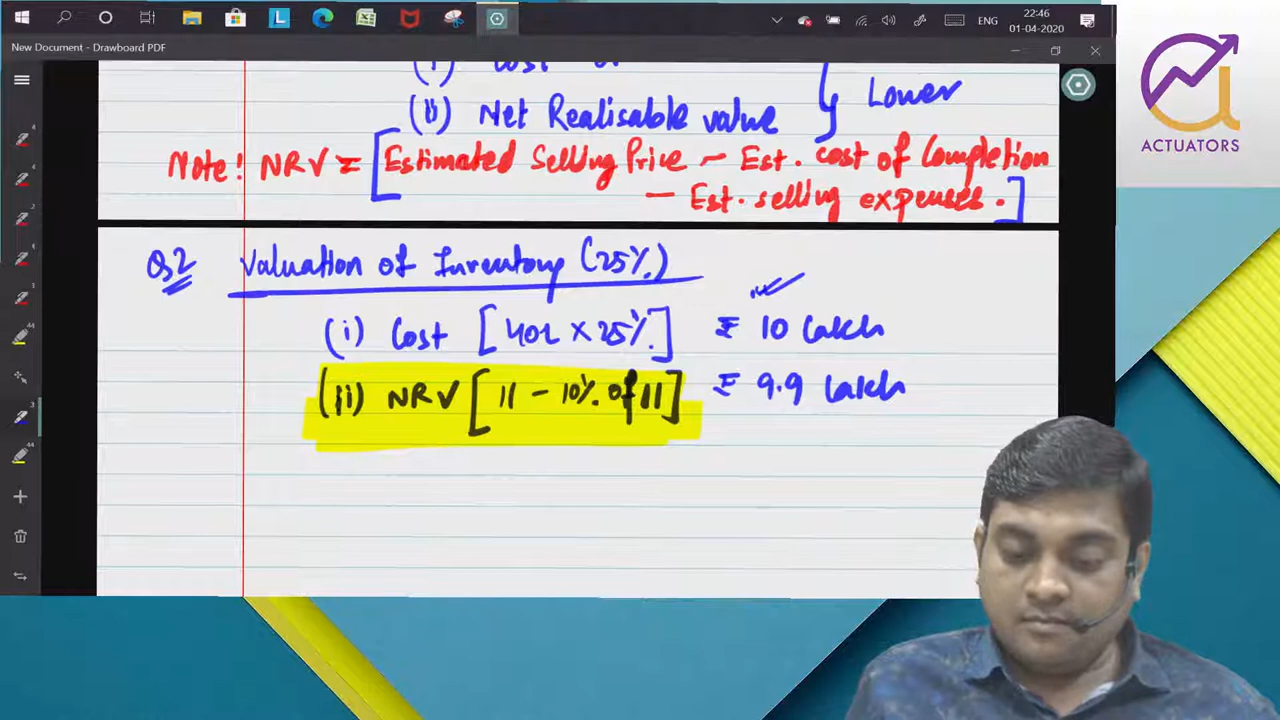 22:46
ENG
01-04-2020
New Document - Drawboard PDF
ACTUATORS
(i) Cost or
(ii) Net Realisable value
Lower
Note! NRV = [Estimated Selling Price - Est. cost of Completion
- Est. selling expenses.]
Q2 Valuation of Inventory (25%)
(i) Cost [40L × 25%] = 10 Lakh
(ii) NRV [11 - 10% of 11] = 9.9 Lakh